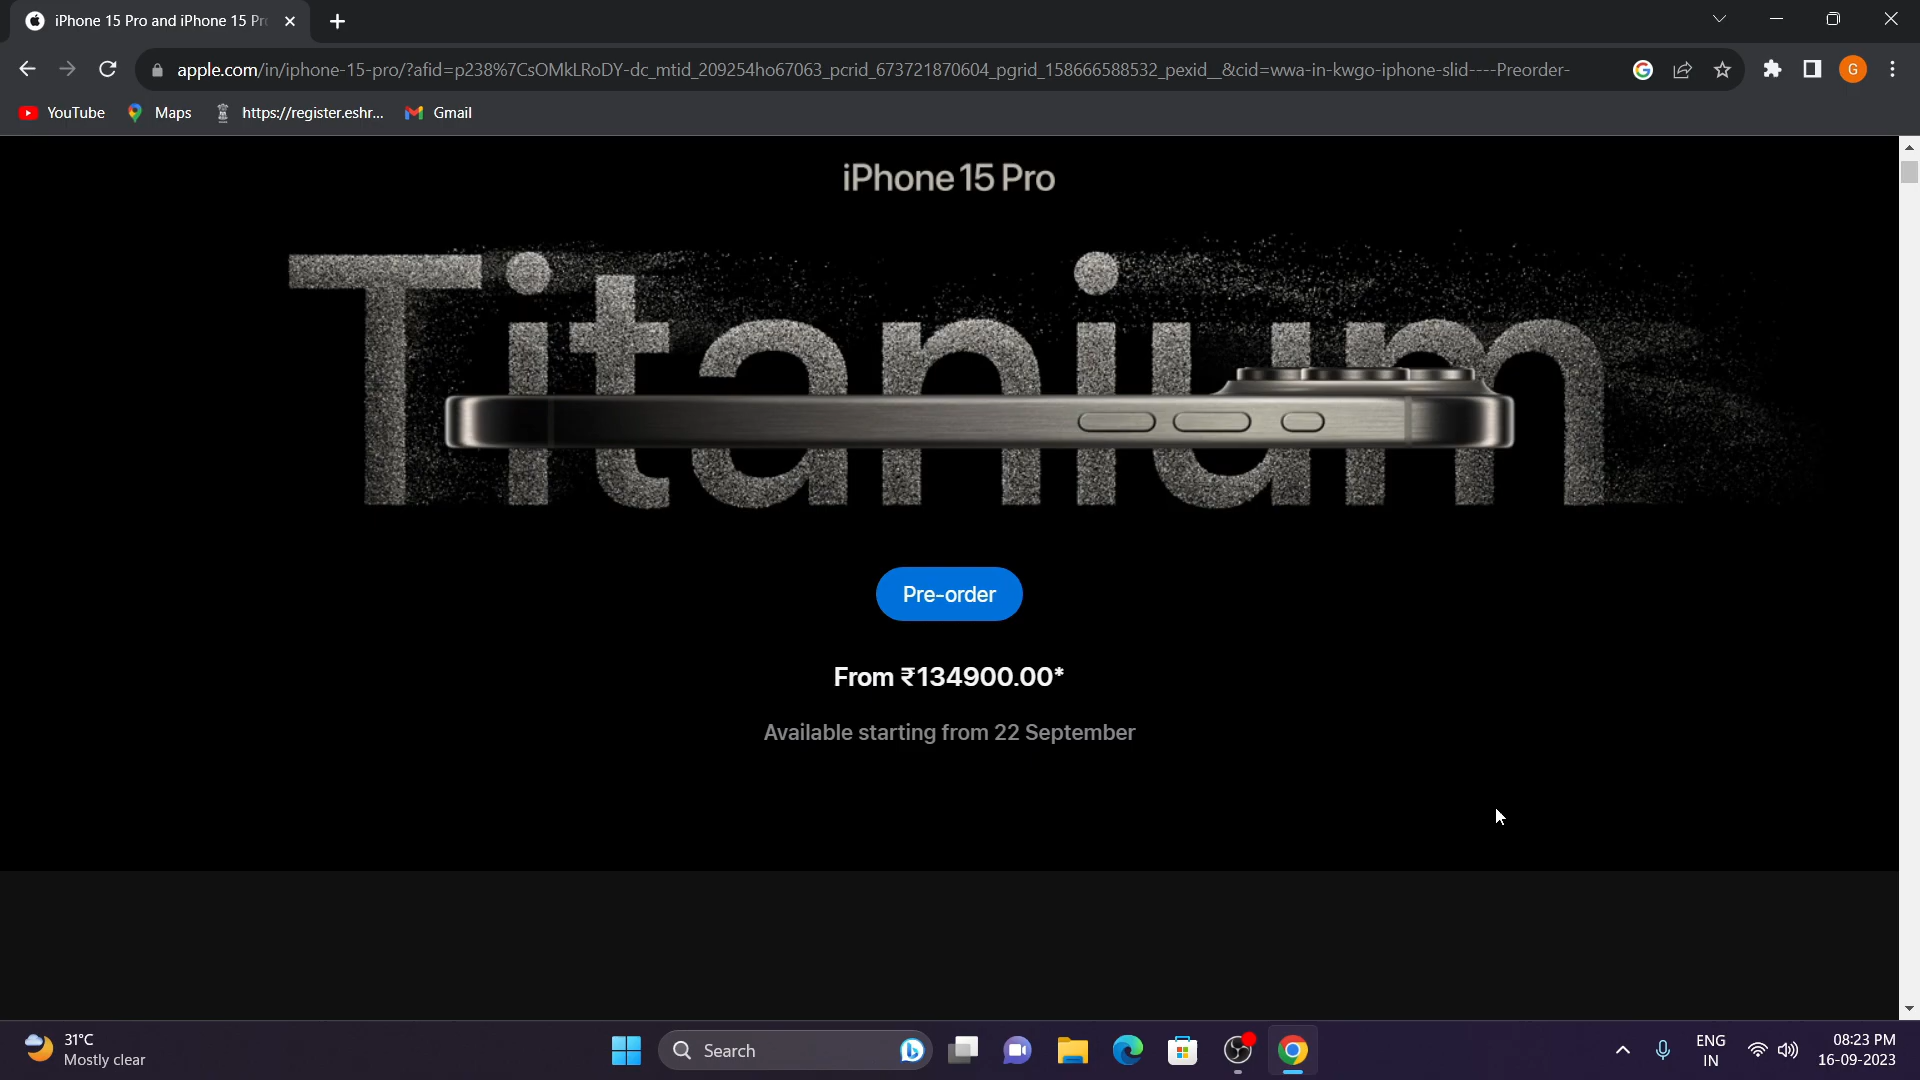 iPhone 15 Pro and iPhone 15 Pr
apple.com/in/iphone-15-pro/?afid=p238%7CsOMkLRoDY-dc_mtid_209254ho67063_pcrid_673721870604_pgrid_158666588532_pexid__&cid=wwa-in-kwgo-iphone-slid----Preorder-
G
YouTube
Maps
https://register.eshr...
Gmail
iPhone 15 Pro
Titanium
Pre-order
From ₹134900.00*
Available starting from 22 September
31°C
Mostly clear
Search
ENG
IN
08:23 PM
16-09-2023